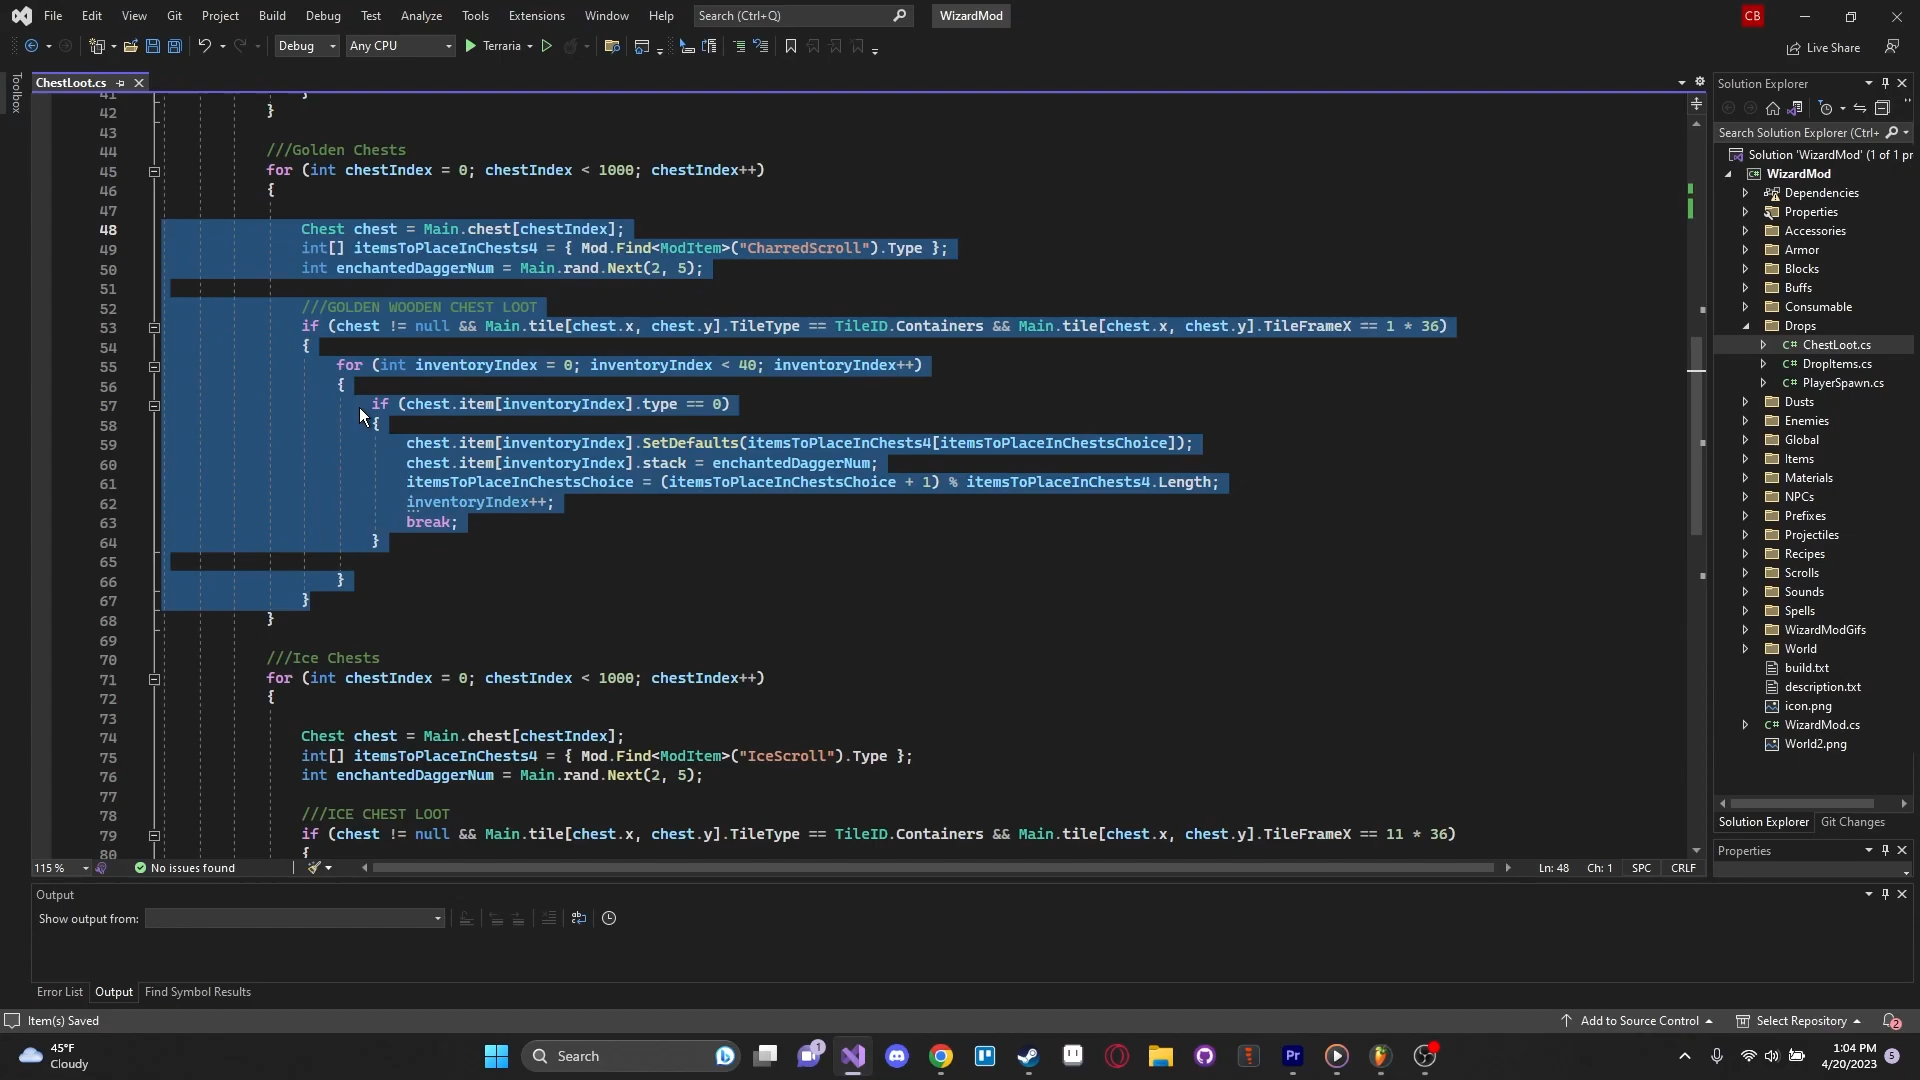 File Edit View Git Project Build Debug Test Analyze Tools Extensions Window Help Search (Ctrl+Q) WizardMod CB
Debug Any CPU Terraria Live Share
Toolbox
ChestLoot.cs
41 }
42 }
43
44 ///Golden Chests
45 for (int chestIndex = 0; chestIndex < 1000; chestIndex++)
46 {
47
48 Chest chest = Main.chest[chestIndex];
49 int[] itemsToPlaceInChests4 = { Mod.Find<ModItem>("CharredScroll").Type };
50 int enchantedDaggerNum = Main.rand.Next(2, 5);
51
52 ///GOLDEN WOODEN CHEST LOOT
53 if (chest != null && Main.tile[chest.x, chest.y].TileType == TileID.Containers && Main.tile[chest.x, chest.y].TileFrameX == 1 * 36)
54 {
55 for (int inventoryIndex = 0; inventoryIndex < 40; inventoryIndex++)
56 {
57 if (chest.item[inventoryIndex].type == 0)
58 {
59 chest.item[inventoryIndex].SetDefaults(itemsToPlaceInChests4[itemsToPlaceInChestsChoice]);
60 chest.item[inventoryIndex].stack = enchantedDaggerNum;
61 itemsToPlaceInChestsChoice = (itemsToPlaceInChestsChoice + 1) % itemsToPlaceInChests4.Length;
62 inventoryIndex++;
63 break;
64 }
65
66 }
67 }
68 }
69
70 ///Ice Chests
71 for (int chestIndex = 0; chestIndex < 1000; chestIndex++)
72 {
73
74 Chest chest = Main.chest[chestIndex];
75 int[] itemsToPlaceInChests4 = { Mod.Find<ModItem>("IceScroll").Type };
76 int enchantedDaggerNum = Main.rand.Next(2, 5);
77
78 ///ICE CHEST LOOT
79 if (chest != null && Main.tile[chest.x, chest.y].TileType == TileID.Containers && Main.tile[chest.x, chest.y].TileFrameX == 11 * 36)
80 {
115 % No issues found Ln: 48 Ch: 1 SPC CRLF
Solution Explorer
Search Solution Explorer (Ctrl+
Solution 'WizardMod' (1 of 1 pr
C# WizardMod
Dependencies
Properties
Accessories
Armor
Blocks
Buffs
Consumable
Drops
C# ChestLoot.cs
C# DropItems.cs
C# PlayerSpawn.cs
Dusts
Enemies
Global
Items
Materials
NPCs
Prefixes
Projectiles
Recipes
Scrolls
Sounds
Spells
WizardModGifs
World
build.txt
description.txt
icon.png
C# WizardMod.cs
World2.png
Solution Explorer Git Changes
Properties
Output
Show output from:
Error List Output Find Symbol Results
Item(s) Saved Add to Source Control Select Repository 2
45°F
Cloudy
Search
1
Pr
1:04 PM
4/20/2023
5